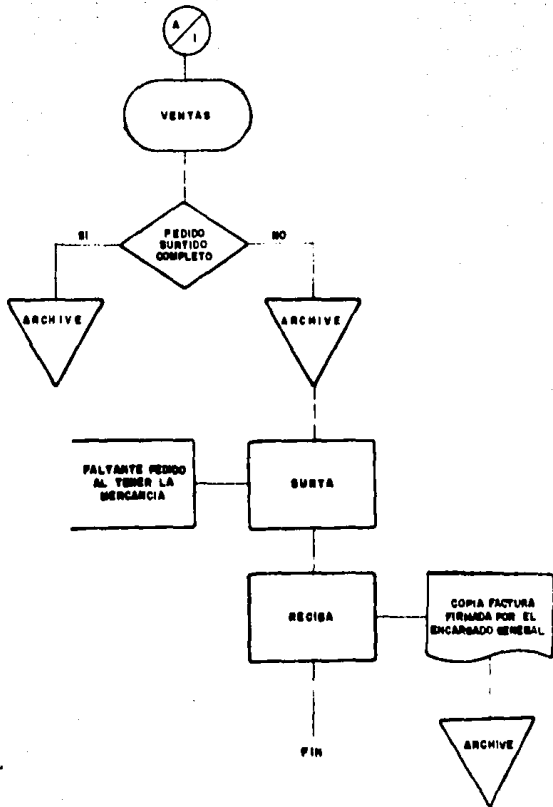 A
1
VENTAS
PEDIDO
SURTIDO
COMPLETO
SI
NO
ARCHIVE
ARCHIVE
FALTANTE PEDIDO
AL TENER LA
MERCANCIA
SURTA
RECIBA
COPIA FACTURA
FIRMADA POR EL
ENCARGADO GENERAL
FIN
ARCHIVE